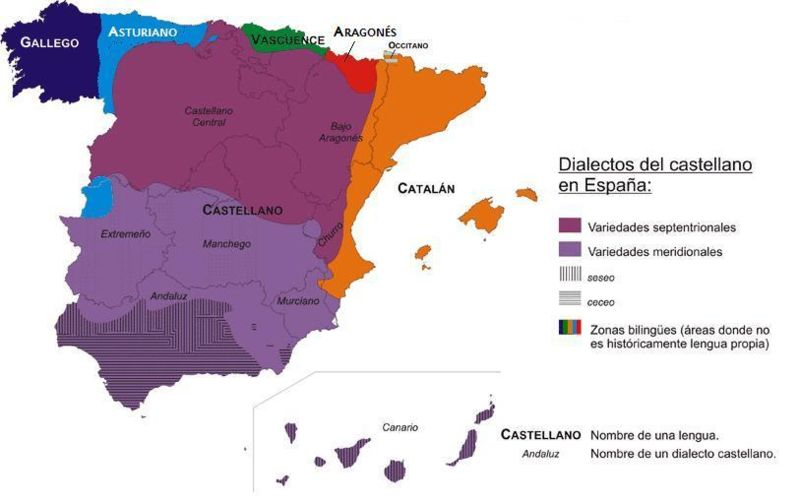 GALLEGO
ASTURIANO
VASCUENCE
ARAGONÉS
OCCITANO
Castellano
Central
Bajo
Aragonés
CATALÁN
CASTELLANO
Churro
Extremeño
Manchego
Andaluz
Murciano
Canario
Dialectos del castellano
en España:
Variedades septentrionales
Variedades meridionales
seseo
ceceo
Zonas bilingües (áreas donde no
es históricamente lengua propia)
CASTELLANO Nombre de una lengua.
Andaluz Nombre de un dialecto castellano.